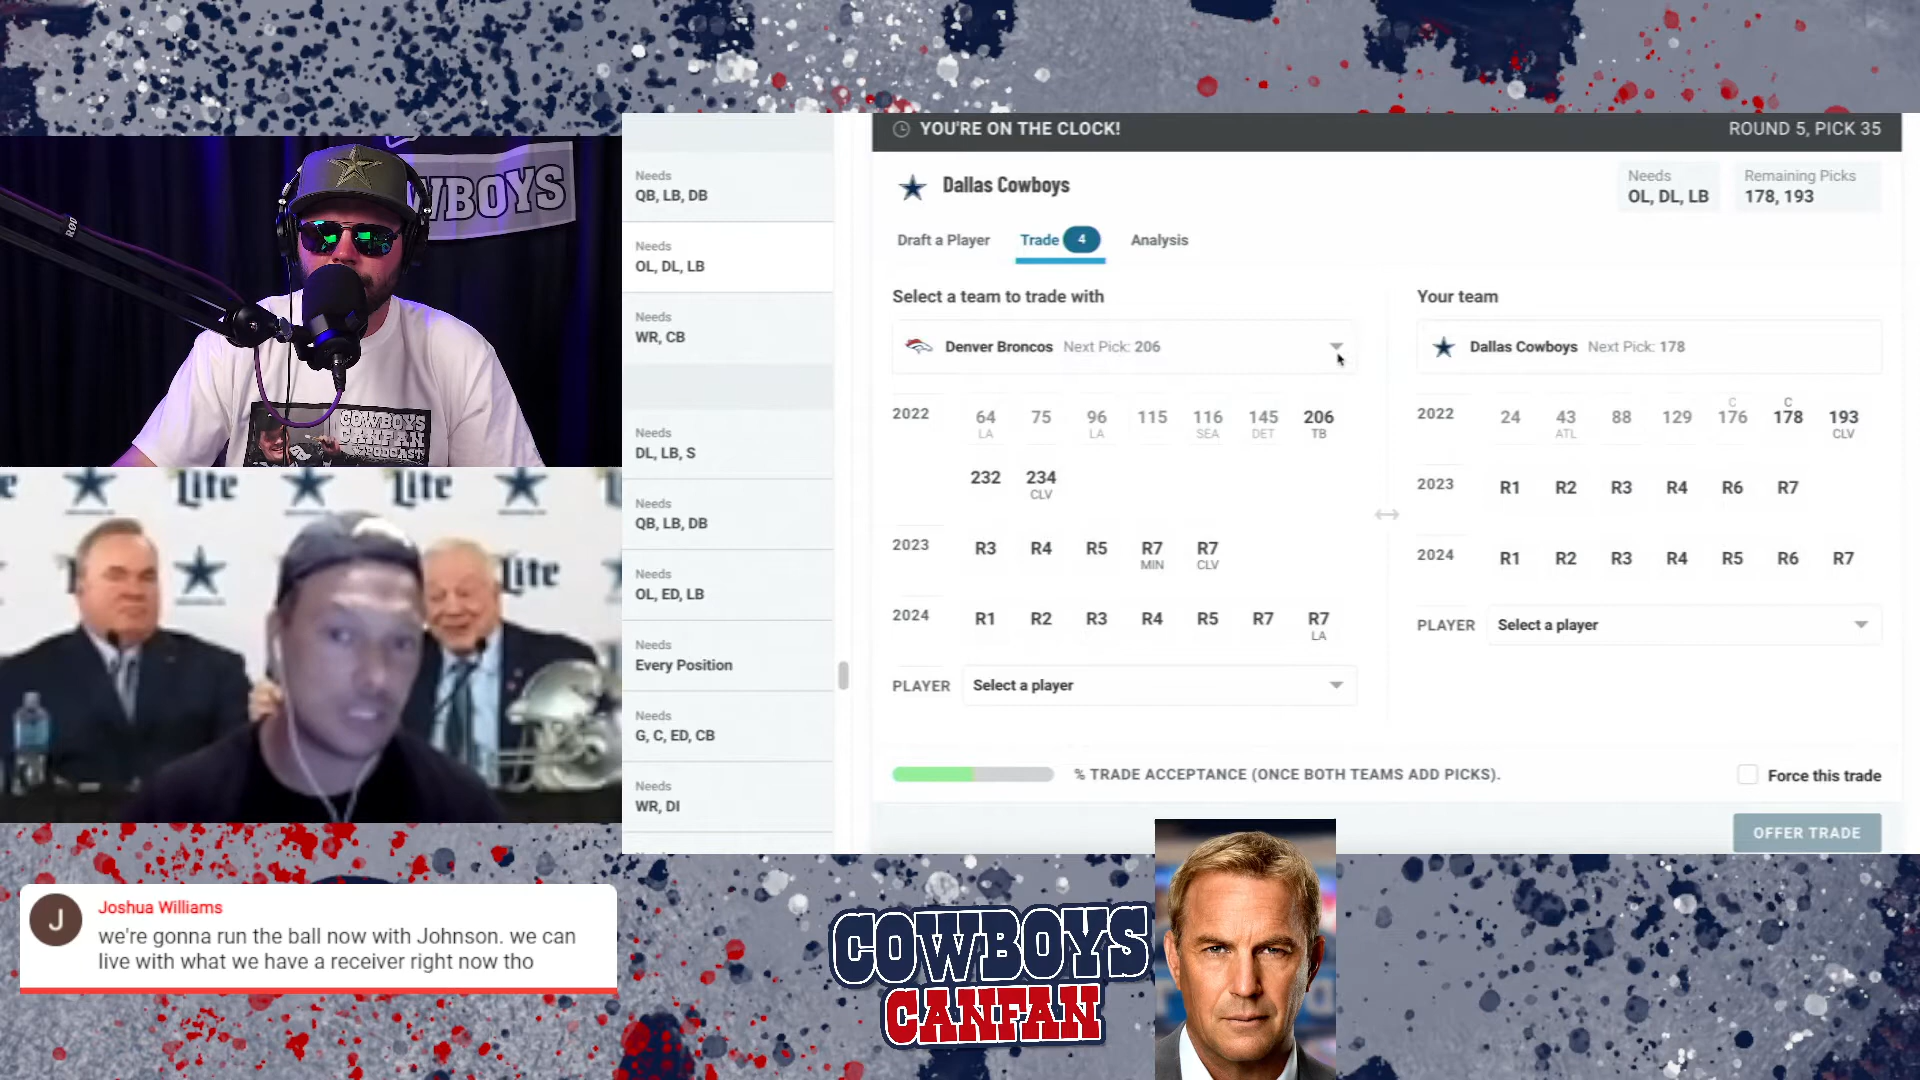 WBOYS
RØDE
COWBOYS
CANFAN
PODCAST
Lite
Lite
Lite
Joshua Williams
we're gonna run the ball now with Johnson. we can
live with what we have a receiver right now tho
Needs
QB, LB, DB
Needs
OL, DL, LB
Needs
WR, CB
Needs
DL, LB, S
Needs
QB, LB, DB
Needs
OL, ED, LB
Needs
Every Position
Needs
G, C, ED, CB
Needs
WR, DI
YOU'RE ON THE CLOCK!
ROUND 5, PICK 35
Dallas Cowboys
Needs
OL, DL, LB
Remaining Picks
178, 193
Draft a Player
Trade 4
Analysis
Select a team to trade with
Denver Broncos Next Pick: 206
2022 64 75 96 115 116 145 206
LA LA SEA DET TB
232 234
CLV
2023 R3 R4 R5 R7 R7
MIN CLV
2024 R1 R2 R3 R4 R5 R7 R7
LA
PLAYER Select a player
Your team
Dallas Cowboys Next Pick: 178
C C
2022 24 43 88 129 176 178 193
ATL CLV
2023 R1 R2 R3 R4 R6 R7
2024 R1 R2 R3 R4 R5 R6 R7
PLAYER Select a player
% TRADE ACCEPTANCE (ONCE BOTH TEAMS ADD PICKS).
Force this trade
OFFER TRADE
COWBOYS
CANFAN